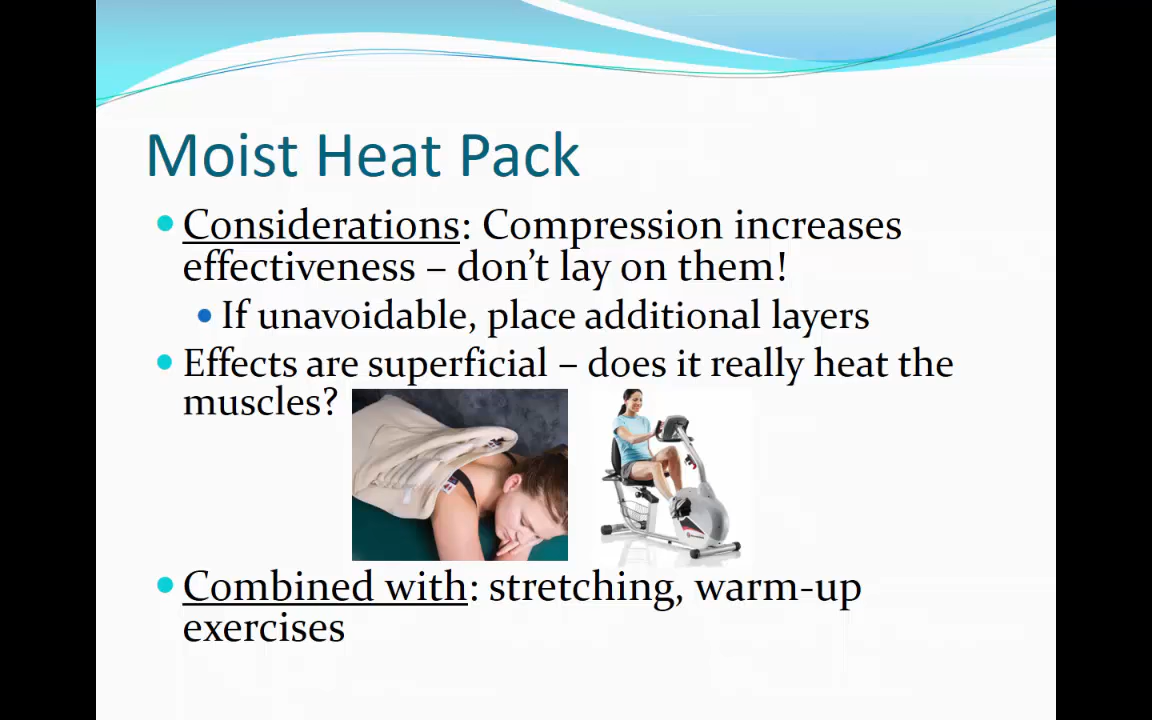 Moist Heat Pack
Considerations: Compression increases
effectiveness – don't lay on them!
If unavoidable, place additional layers
Effects are superficial – does it really heat the
muscles?
Combined with: stretching, warm-up
exercises